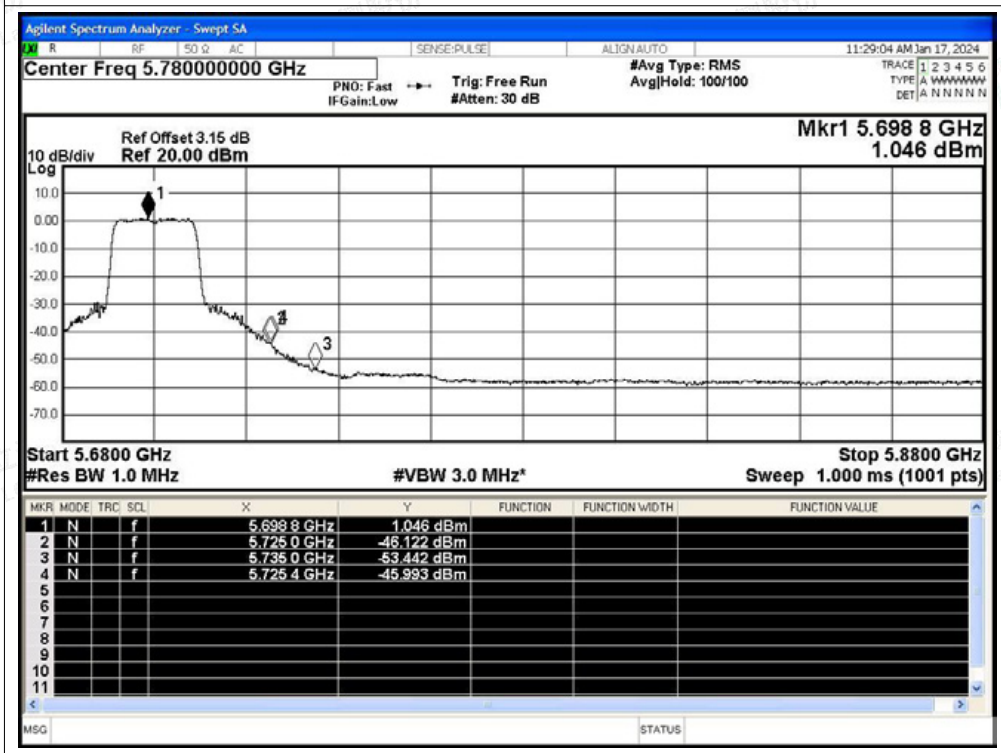 Agilent Spectrum Analyzer - Swept SA
R RF 50 Ω AC SENSE:PULSE ALIGN AUTO 11:29:04 AM Jan 17, 2024
Center Freq 5.780000000 GHz #Avg Type: RMS TRACE 1 2 3 4 5 6
PNO: Fast Trig: Free Run Avg|Hold: 100/100 TYPE A WWWWW
IFGain:Low #Atten: 30 dB DET A N N N N N
Mkr1 5.698 8 GHz
Ref Offset 3.15 dB
10 dB/div Ref 20.00 dBm 1.046 dBm
Log
10.0
1
0.00
-10.0
-20.0
-30.0
-40.0
3
-50.0
-60.0
-70.0
Start 5.6800 GHz Stop 5.8800 GHz
#Res BW 1.0 MHz #VBW 3.0 MHz* Sweep 1.000 ms (1001 pts)
MKR MODE TRC SCL X Y FUNCTION FUNCTION WIDTH FUNCTION VALUE
1 N f 5.698 8 GHz 1.046 dBm
2 N f 5.725 0 GHz -46.122 dBm
3 N f 5.735 0 GHz -53.442 dBm
4 N f 5.725 4 GHz -45.993 dBm
5
6
7
8
9
10
11
MSG STATUS